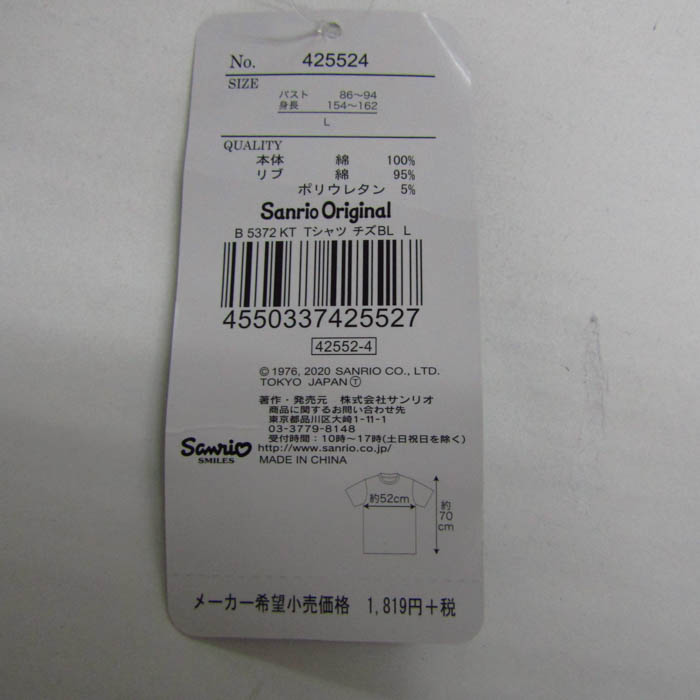 No. 425524
SIZE
バスト 86～94
身長 154～162
L
QUALITY
本体 綿 100%
リブ 綿 95%
ポリウレタン 5%
Sanrio Original
B 5372 KT Tシャツ チズBL L
4550337425527
42552-4
©1976, 2020 SANRIO CO., LTD.
TOKYO JAPAN Ⓣ
著作・発売元 株式会社サンリオ
商品に関するお問い合わせ先
東京都品川区大崎1-11-1
03-3779-8148
受付時間：10時～17時(土日祝日を除く)
Sanrio
SMILES
http://www.sanrio.co.jp/
MADE IN CHINA
約52cm
約70cm
メーカー希望小売価格 1,819円+税